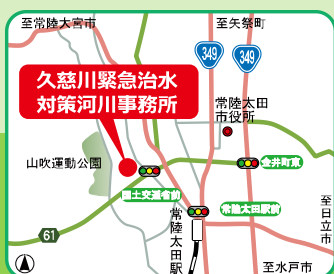 至常陸大宮市
至矢祭町
349
349
久慈川緊急治水
対策河川事務所
常陸太田
市役所
山吹運動公園
金井町東
国土交通省前
常陸太田駅前
至日立市
61
常陸太田駅
至水戸市